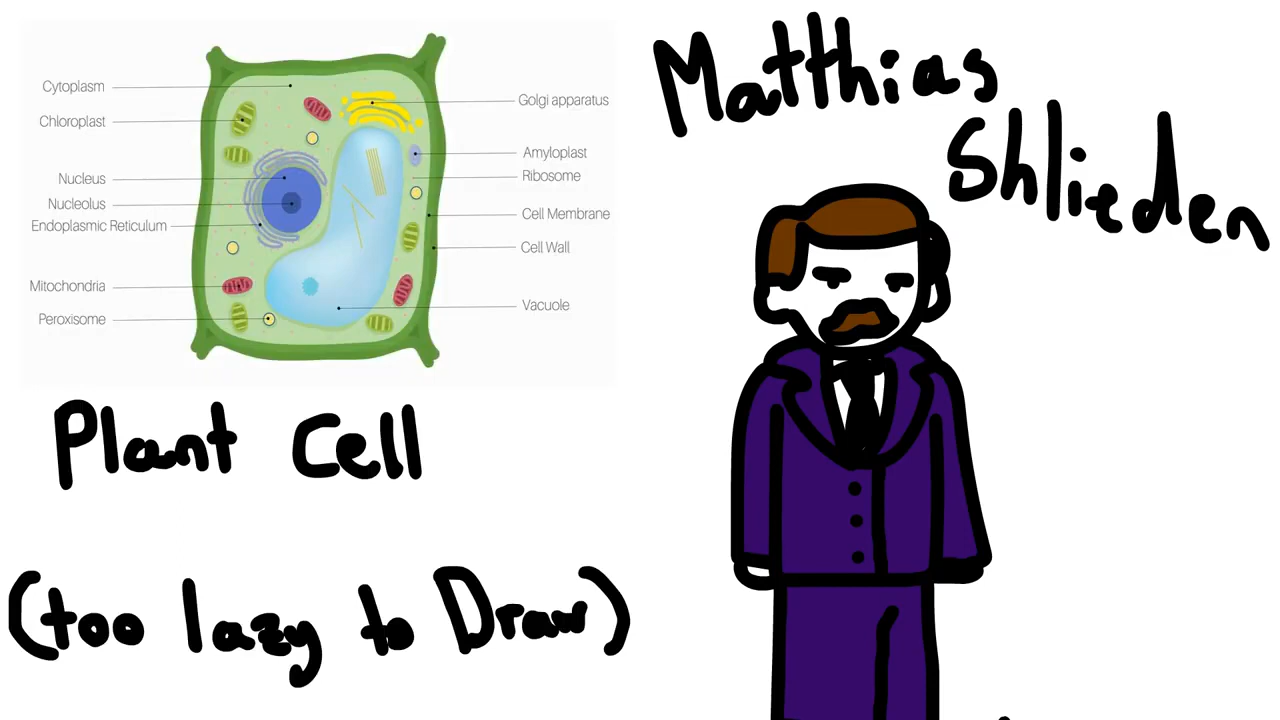 Cytoplasm
Chloroplast
Nucleus
Nucleolus
Endoplasmic Reticulum
Mitochondria
Peroxisome
Golgi apparatus
Amyloplast
Ribosome
Cell Membrane
Cell Wall
Vacuole
Plant Cell
(too lazy to Draw)
Matthias
Shlieden